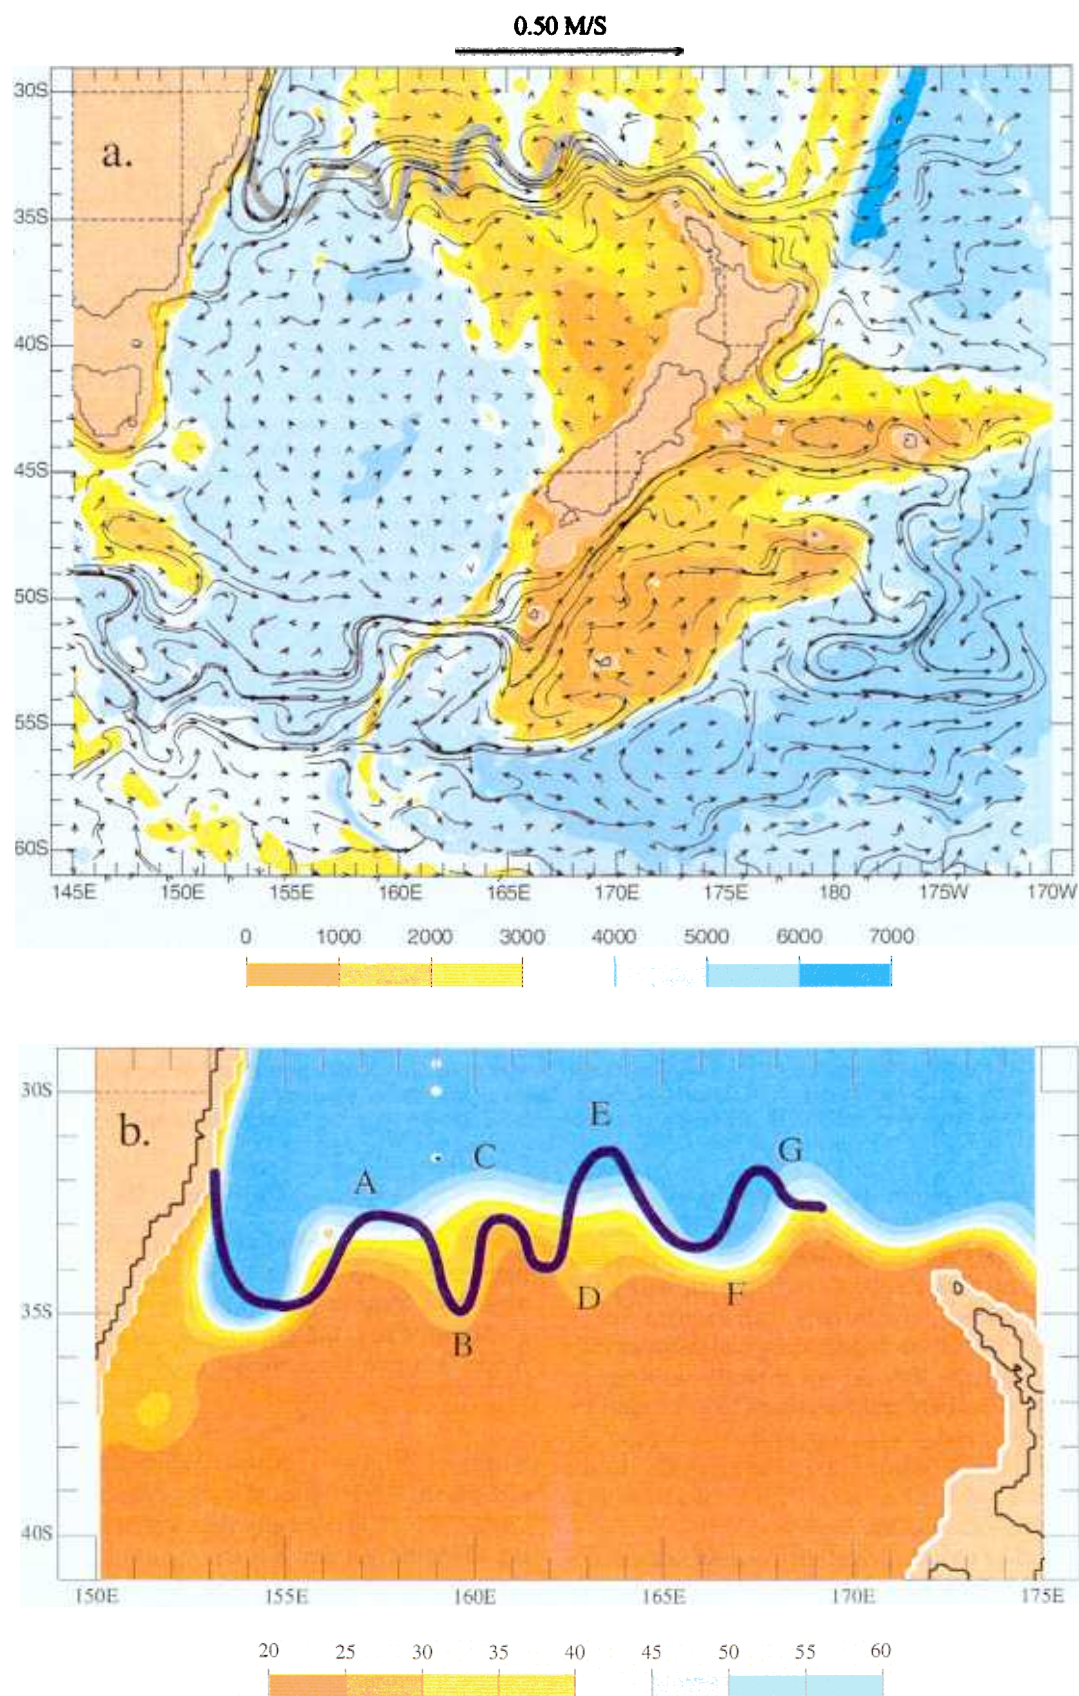 0.50 M/S
30S
a.
35S
40S
45S
50S
55S
60S
145E 150E 155E 160E 165E 170E 175E 180 175W 170W
0 1000 2000 3000 4000 5000 6000 7000
30S
b.
E
C
G
A
D
F
35S
B
40S
150E 155E 160E 165E 170E 175E
20 25 30 35 40 45 50 55 60